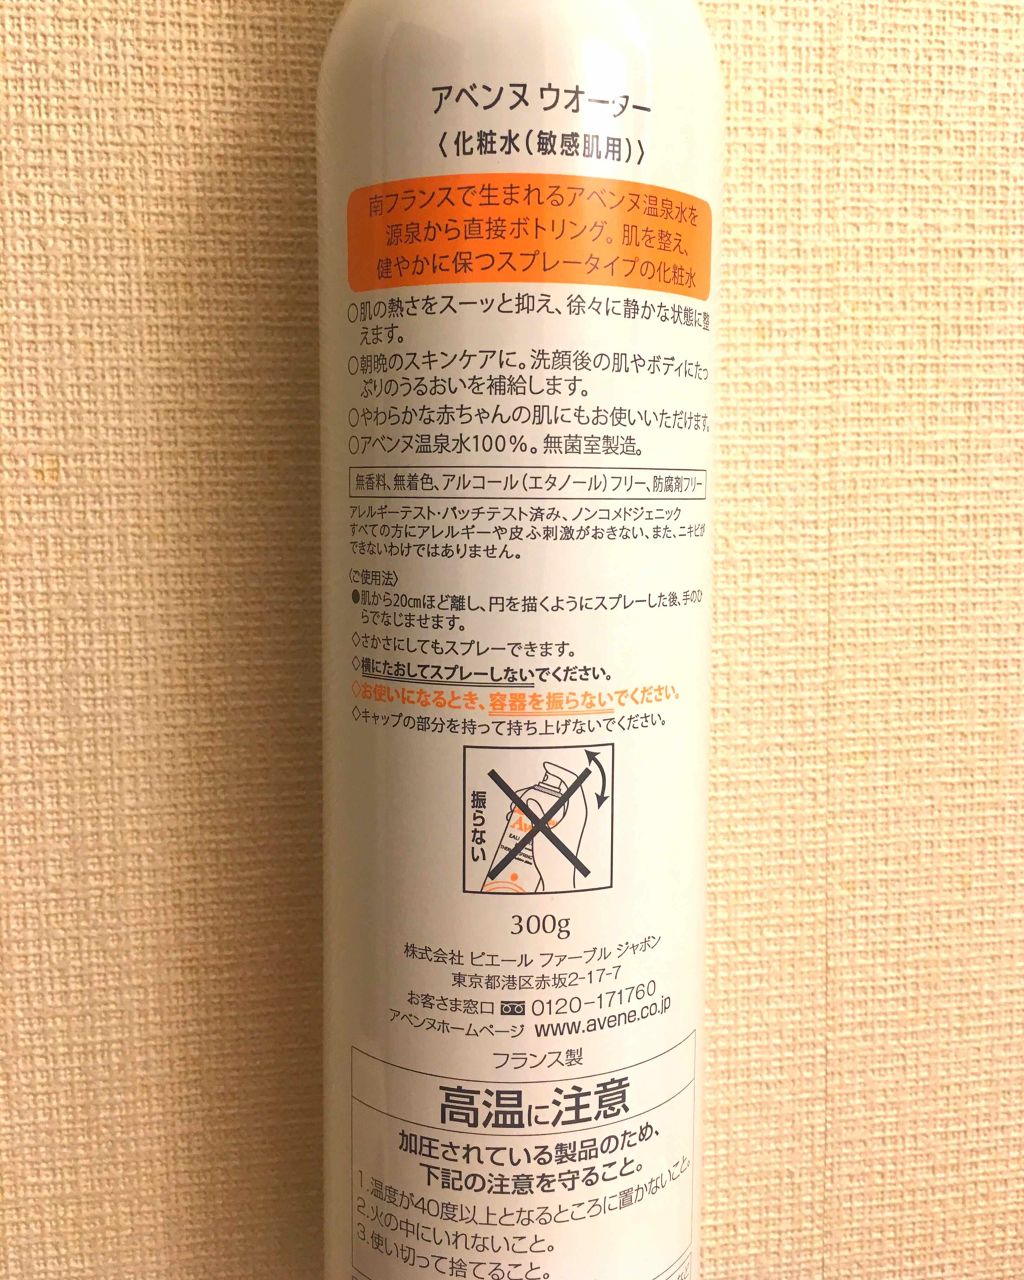 アベンヌ ウオーター
〈化粧水(敏感肌用)〉
南フランスで生まれるアベンヌ温泉水を
源泉から直接ボトリング。肌を整え、
健やかに保つスプレータイプの化粧水
○肌の熱さをスーッと抑え、徐々に静かな状態に整
えます。
○朝晩のスキンケアに。洗顔後の肌やボディにたっ
ぷりのうるおいを補給します。
○やわらかな赤ちゃんの肌にもお使いいただけます。
○アベンヌ温泉水100%。無菌室製造。
無香料、無着色、アルコール(エタノール)フリー、防腐剤フリー
アレルギーテスト・パッチテスト済み、ノンコメドジェニック
すべての方にアレルギーや皮ふ刺激がおきない、また、ニキビが
できないわけではありません。
〈ご使用法〉
●肌から20cmほど離し、円を描くようにスプレーした後、手のひ
らでなじませます。
◇さかさにしてもスプレーできます。
◇横にたおしてスプレーしないでください。
◇お使いになるとき、容器を振らないでください。
◇キャップの部分を持って持ち上げないでください。
振らない
EAU
300g
株式会社 ピエール ファーブル ジャポン
東京都港区赤坂2-17-7
お客さま窓口 0120-171760
アベンヌホームページ www.avene.co.jp
フランス製
高温に注意
加圧されている製品のため、
下記の注意を守ること。
1.温度が40度以上となるところに置かないこと。
2.火の中にいれないこと。
3.使い切って捨てること。